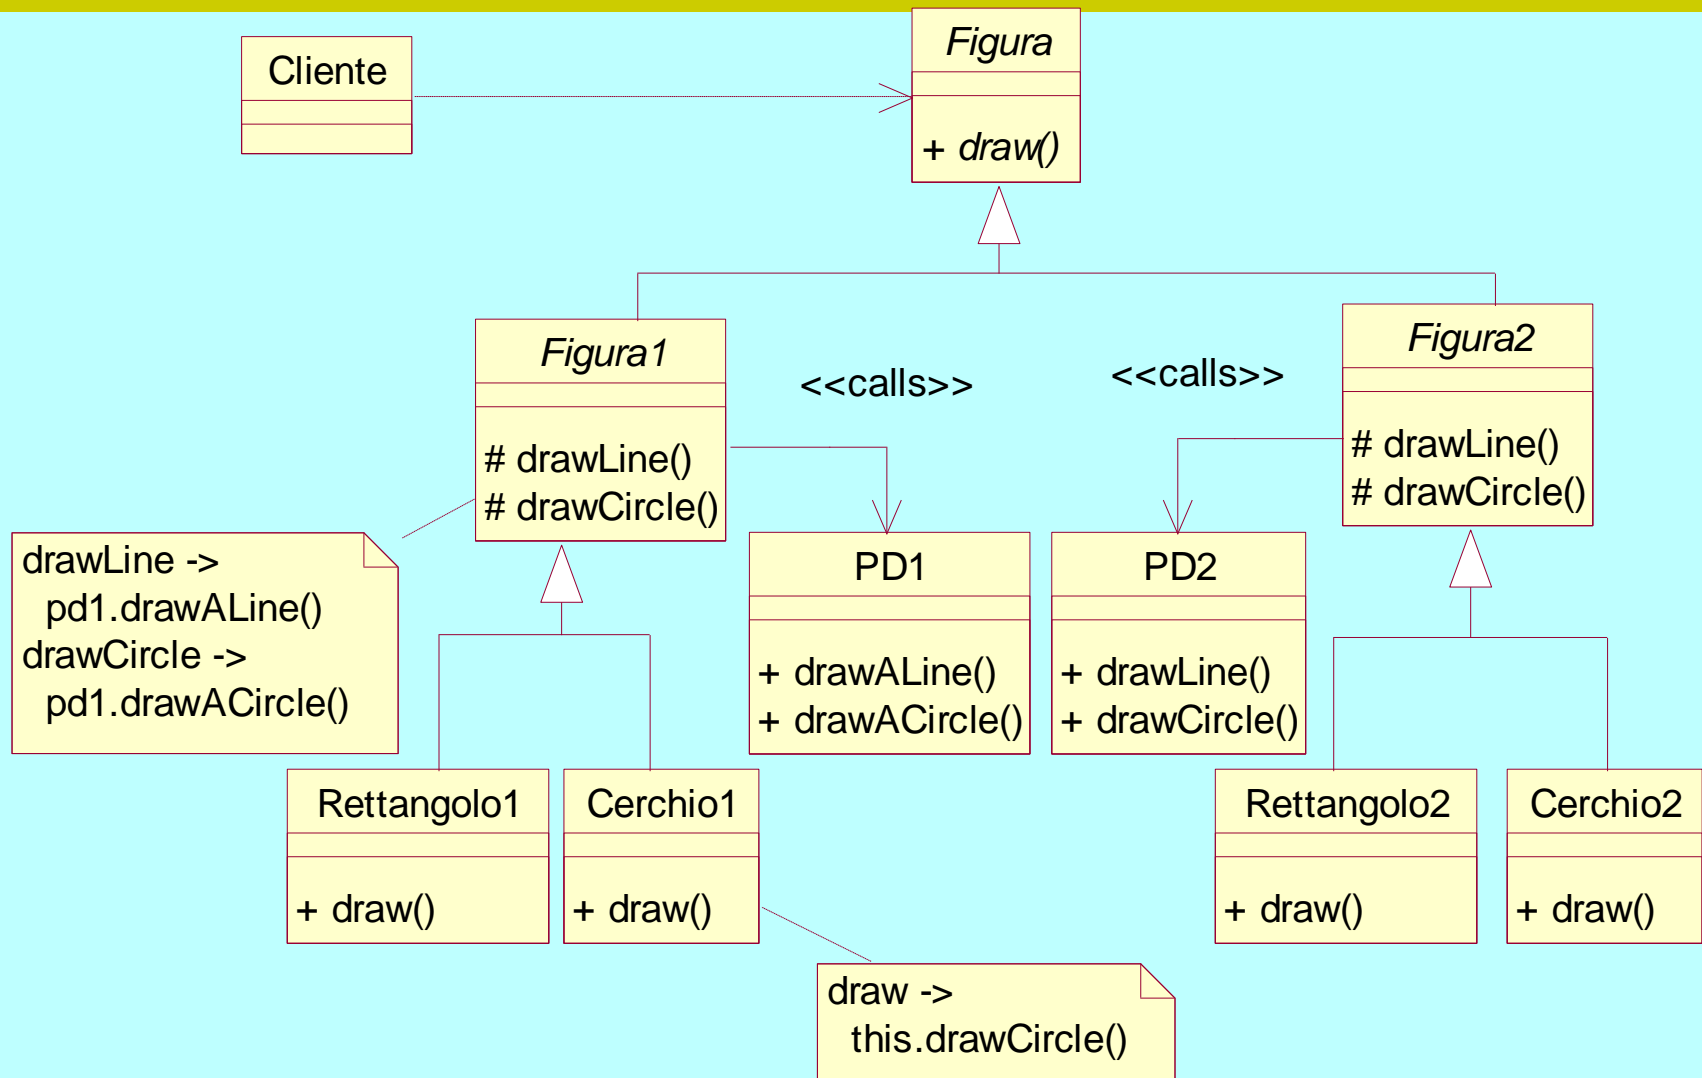 Cliente
Figura
+ draw()
Figura1
# drawLine()
# drawCircle()
<<calls>>
<<calls>>
Figura2
# drawLine()
# drawCircle()
drawLine ->
pd1.drawALine()
drawCircle ->
pd1.drawACircle()
PD1
+ drawALine()
+ drawACircle()
PD2
+ drawLine()
+ drawCircle()
Rettangolo1
+ draw()
Cerchio1
+ draw()
Rettangolo2
+ draw()
Cerchio2
+ draw()
draw ->
this.drawCircle()